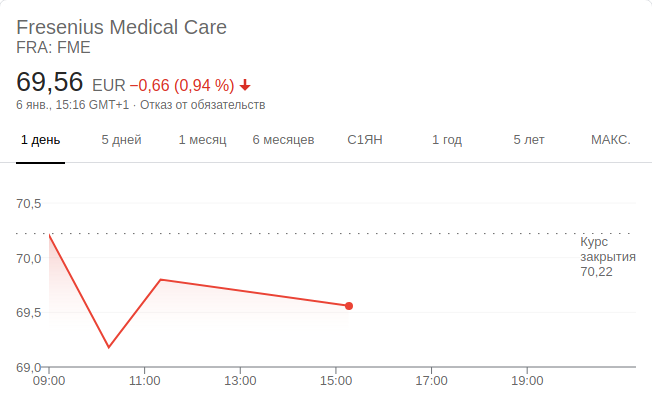 Fresenius Medical Care
FRA: FME
69,56 EUR −0,66 (0,94 %)
6 янв., 15:16 GMT+1 · Отказ от обязательств
1 день 5 дней 1 месяц 6 месяцев С1ЯН 1 год 5 лет МАКС.
70,5
Курс
закрытия
70,22
70,0
69,5
69,0
09:00 11:00 13:00 15:00 17:00 19:00